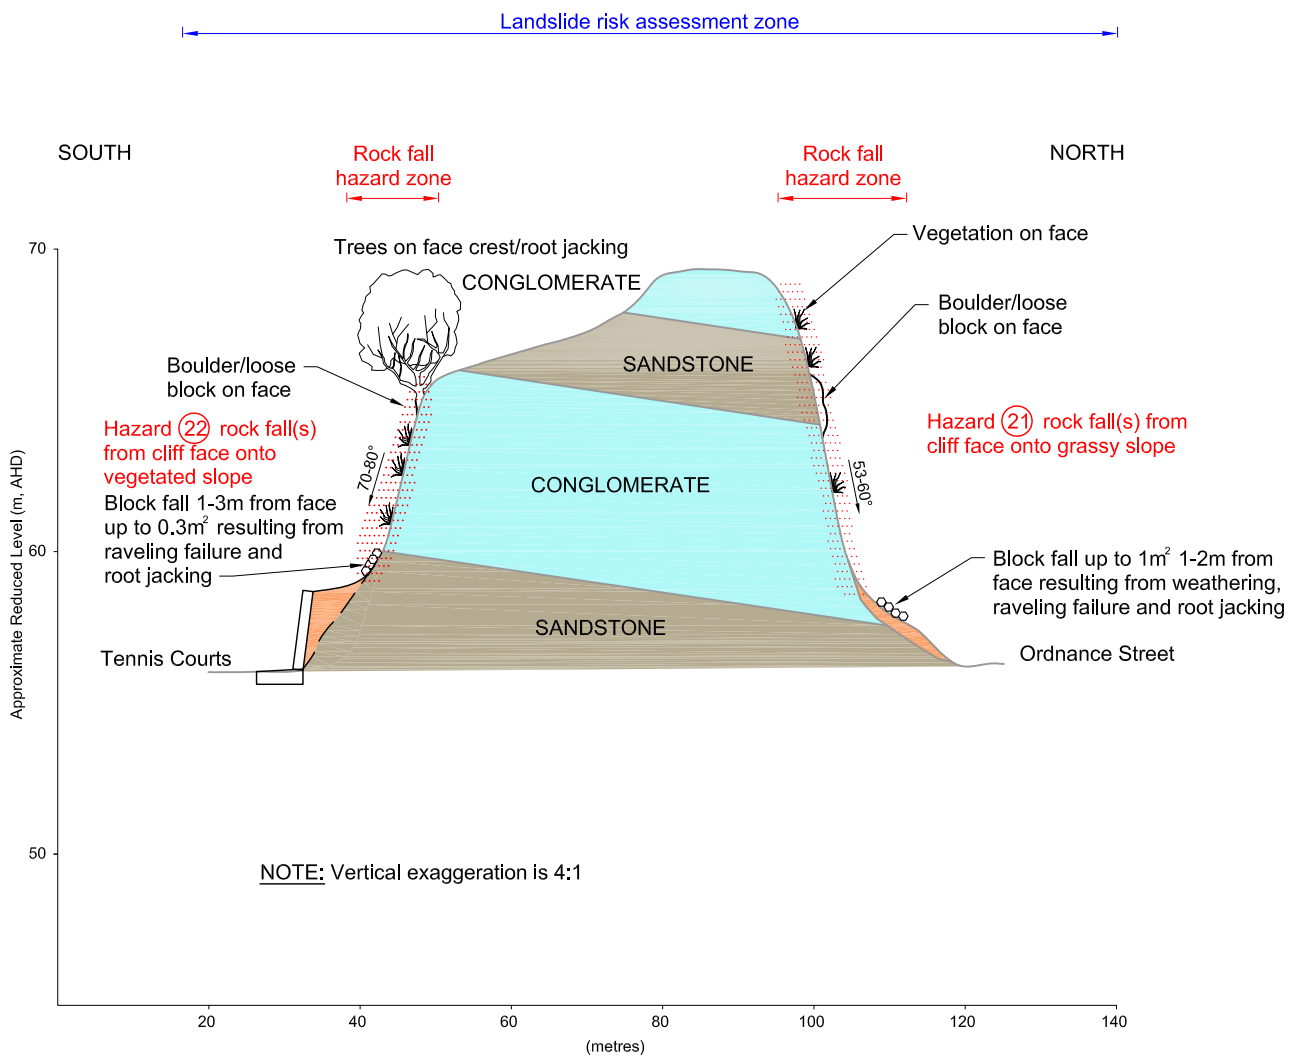 Landslide risk assessment zone
SOUTH
NORTH
Rock fall
hazard zone
Rock fall
hazard zone
Trees on face crest/root jacking
CONGLOMERATE
Vegetation on face
Boulder/loose
block on face
SANDSTONE
Boulder/loose
block on face
Hazard 22 rock fall(s)
from cliff face onto
vegetated slope
Block fall 1-3m from face
up to 0.3m² resulting from
raveling failure and
root jacking
70-80°
CONGLOMERATE
Hazard 21 rock fall(s) from
cliff face onto grassy slope
53-60°
Block fall up to 1m² 1-2m from
face resulting from weathering,
raveling failure and root jacking
SANDSTONE
Tennis Courts
Ordnance Street
NOTE: Vertical exaggeration is 4:1
Approximate Reduced Level (m, AHD)
70
60
50
20
40
60
80
100
120
140
(metres)